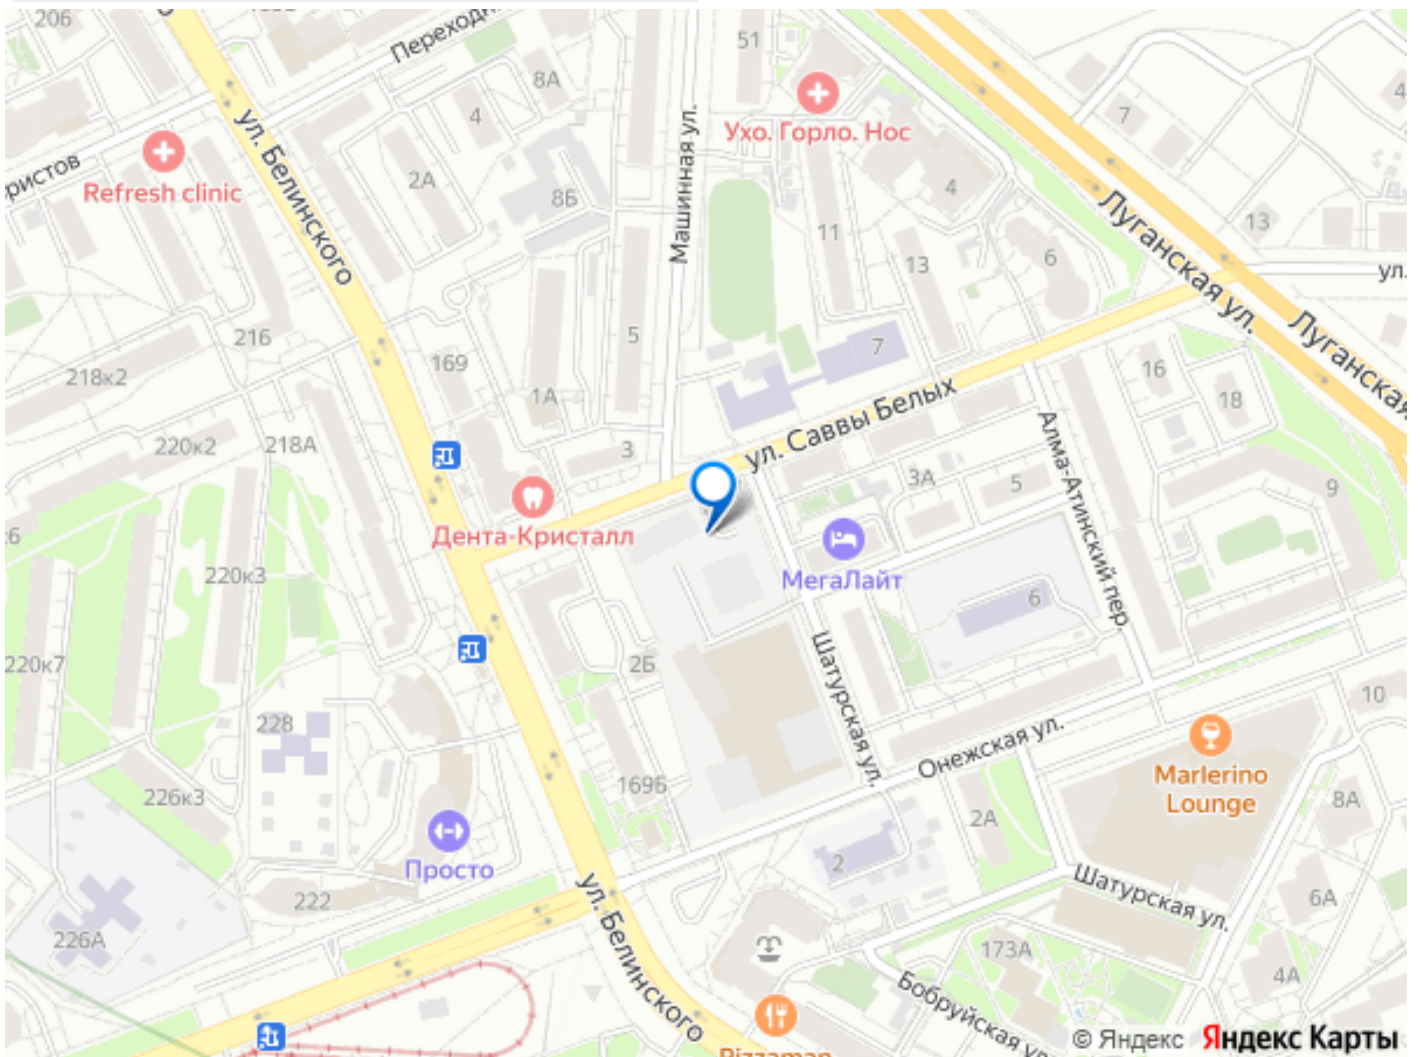 206
Переходн
51
8А
4
7
Ухо. Горло. Нос
ристов
Refresh clinic
ул. Белинского
2А
8Б
Машинная ул.
4
11
13
6
Луганская ул.
13
ул.
Луганская
216
218к2
169
5
7
1А
16
18
ул. Саввы Белых
220к2
218А
3
3А
5
Алма-Атинский пер.
9
Дента-Кристалл
МегаЛайт
220к3
6
220к7
2Б
Шатурская ул.
10
228
Онежская ул.
Marlerino
Lounge
226к3
169Б
2А
8А
Просто
2
222
ул. Белинского
Шатурская ул.
6А
226А
173А
4А
Бобруйская ул.
Pizzaman
© Яндекс Яндекс Карты